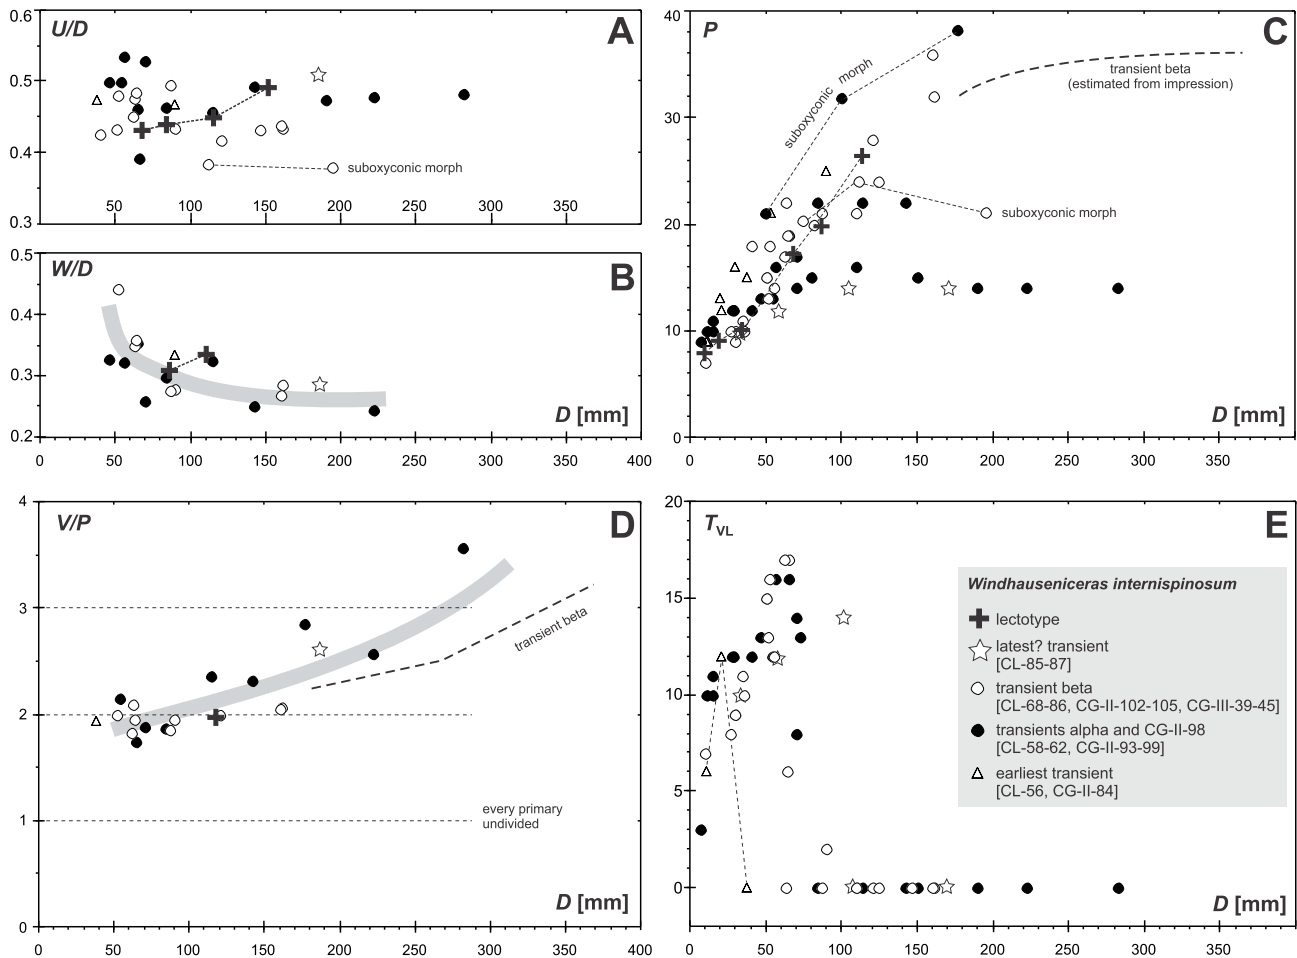 U/D
A
0.6
0.5
0.4
0.3
suboxyconic morph
50
100
150
200
250
300
350
W/D
B
0.5
0.4
0.3
0.2
D [mm]
0
50
100
150
200
250
300
350
400
P
C
40
30
20
10
0
suboxyconic morph
transient beta
(estimated from impression)
suboxyconic morph
D [mm]
0
50
100
150
200
250
300
350
V/P
D
4
3
2
1
0
transient beta
every primary
undivided
D [mm]
0
50
100
150
200
250
300
350
400
TVL
E
20
15
10
5
0
Windhauseniceras internispinosum
lectotype
latest? transient
[CL-85-87]
transient beta
[CL-68-86, CG-II-102-105, CG-III-39-45]
transients alpha and CG-II-98
[CL-58-62, CG-II-93-99]
earliest transient
[CL-56, CG-II-84]
D [mm]
0
50
100
150
200
250
300
350